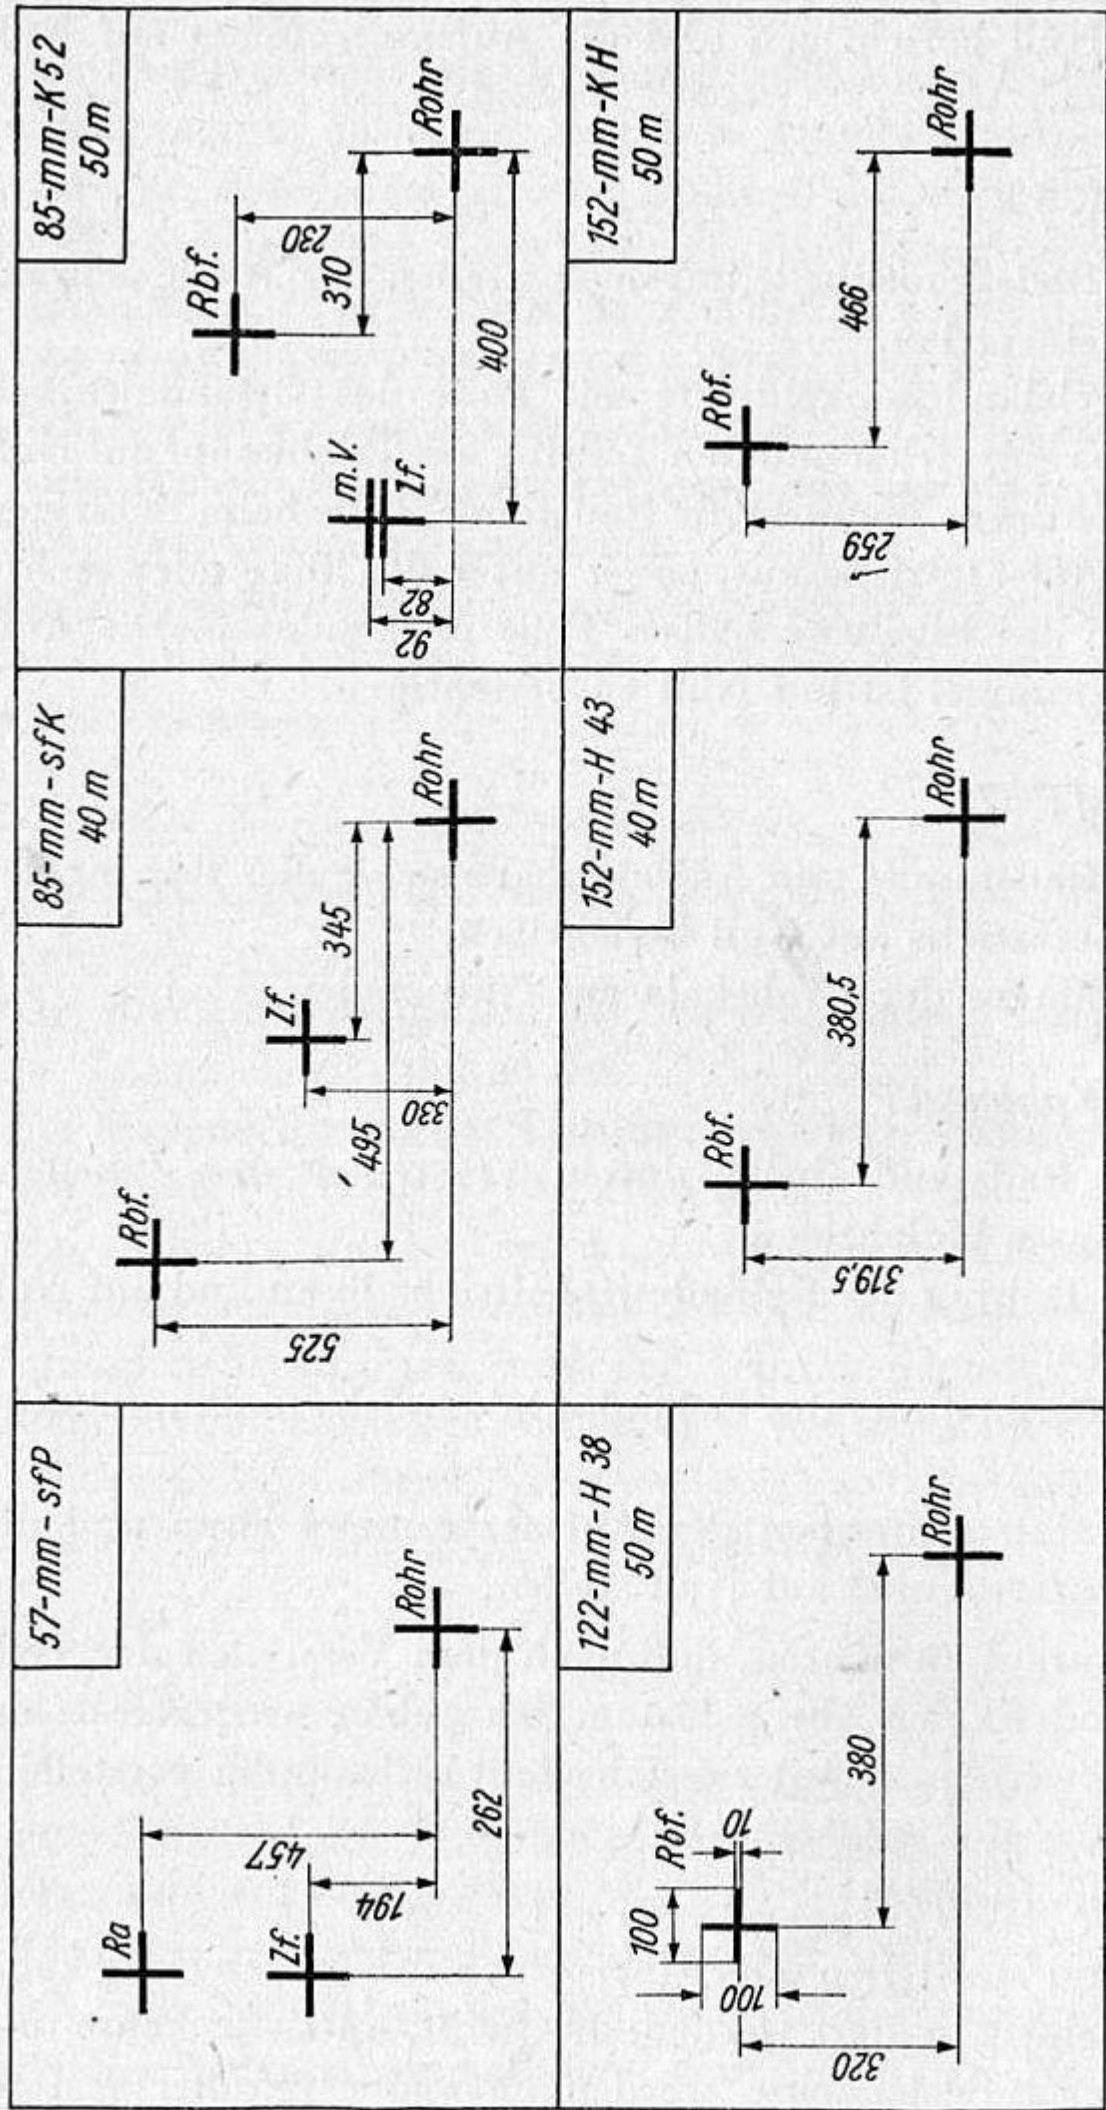 57-mm-sfP
Ra
Zf.
Rohr
457
194
262
85-mm-sfK
40 m
Rbf.
Zf.
Rohr
345
330
495
525
85-mm-K 52
50 m
Rbf.
Rohr
m.V.
Zf.
230
310
400
82
92
122-mm-H 38
50 m
Rbf.
10
100
100
Rohr
380
320
152-mm-H 43
40 m
Rbf.
Rohr
380,5
319,5
152-mm-KH
50 m
Rbf.
Rohr
466
259